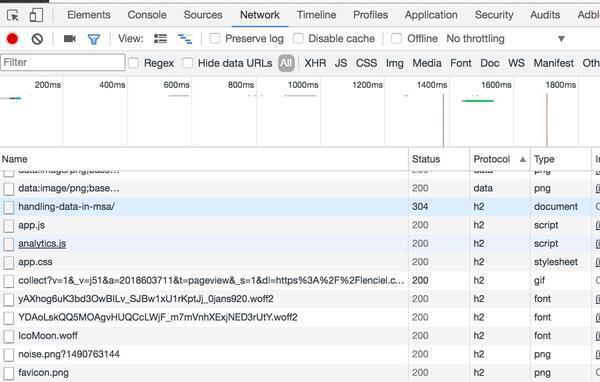 Elements Console Sources Network Timeline Profiles Application Security Audits Adbl
View: Preserve log Disable cache Offline No throttling
Filter Regex Hide data URLs All XHR JS CSS Img Media Font Doc WS Manifest Oth
200ms 400ms 600ms 800ms 1000ms 1200ms 1400ms 1600ms 1800ms
Name Status Protocol Type
data:image/png;base… 200 data png
data:image/png;base… 200 data png
handling-data-in-msa/ 304 h2 document
app.js 200 h2 script
analytics.js 200 h2 script
app.css 200 h2 stylesheet
collect?v=1&_v=j51&a=2018603711&t=pageview&_s=1&dl=https%3A%2F%2Flenciel.c… 200 h2 gif
yAXhog6uK3bd3OwBILv_SJBw1xU1rKptJj_0jans920.woff2 200 h2 font
YDAoLskQQ5MOAgvHUQCcLWjF_m7mVnhXExjNED3rUtY.woff2 200 h2 font
IcoMoon.woff 200 h2 font
noise.png?1490763144 200 h2 png
favicon.png 200 h2 png